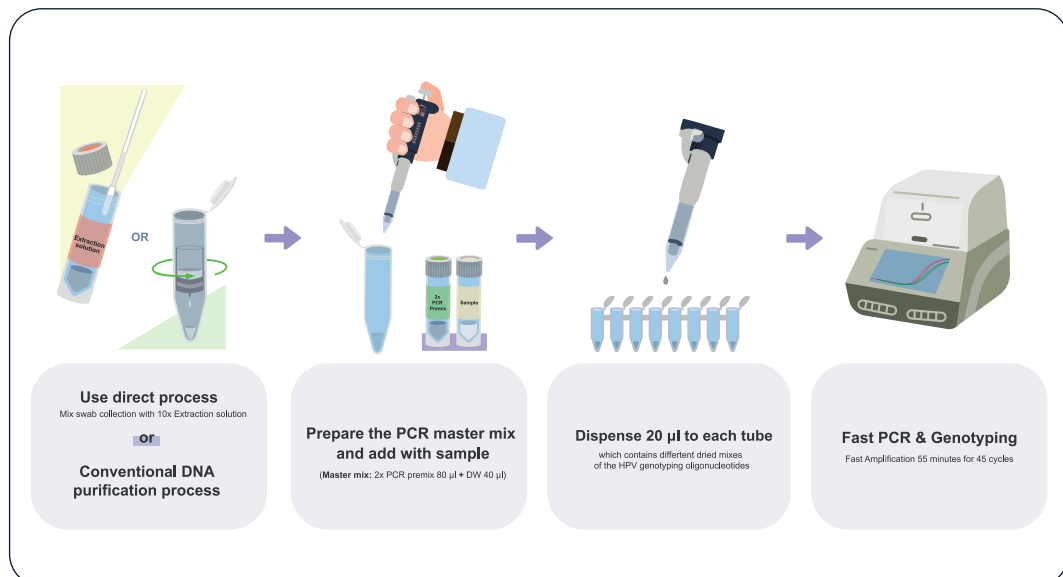 Extraction
solution
OR
2x
PCR
Premix
Sample
Use direct process
Mix swab collection with 10x Extraction solution
or
Conventional DNA
purification process
Prepare the PCR master mix
and add with sample
(Master mix: 2x PCR premix 80 μl + DW 40 μl)
Dispense 20 μl to each tube
which contains differtent dried mixes
of the HPV genotyping oligonucleotides
Fast PCR & Genotyping
Fast Amplification 55 minutes for 45 cycles